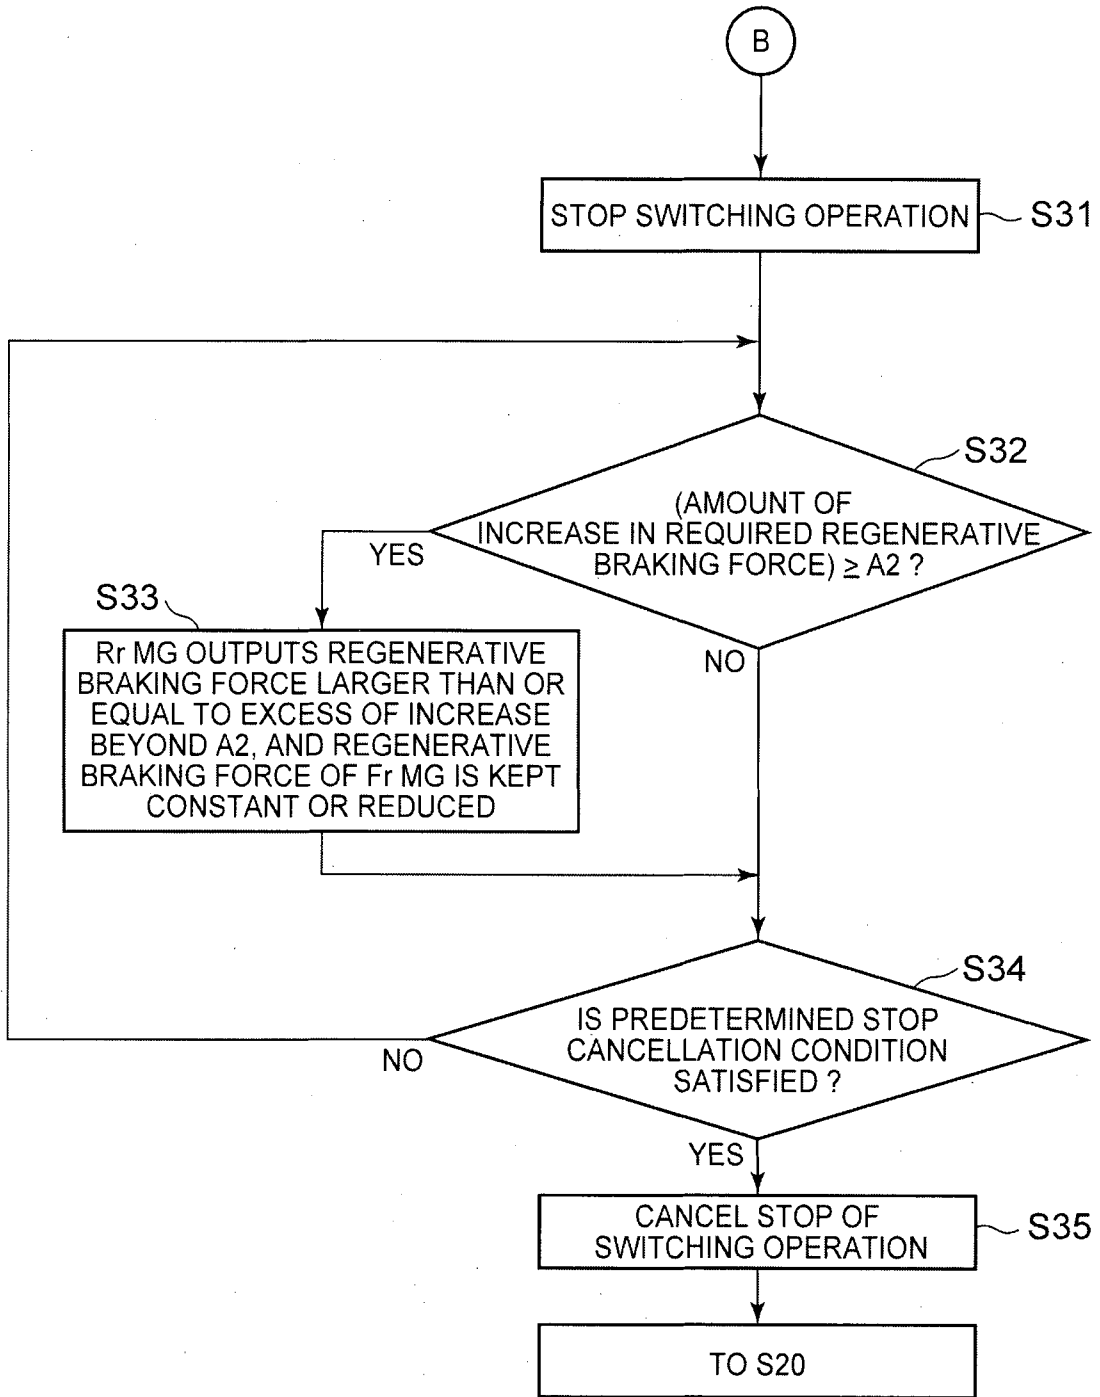 B
STOP SWITCHING OPERATION
S31
S32
(AMOUNT OF
INCREASE IN REQUIRED REGENERATIVE
BRAKING FORCE) ≥ A2 ?
YES
NO
S33
Rr MG OUTPUTS REGENERATIVE
BRAKING FORCE LARGER THAN OR
EQUAL TO EXCESS OF INCREASE
BEYOND A2, AND REGENERATIVE
BRAKING FORCE OF Fr MG IS KEPT
CONSTANT OR REDUCED
S34
IS PREDETERMINED STOP
CANCELLATION CONDITION
SATISFIED ?
NO
YES
CANCEL STOP OF
SWITCHING OPERATION
S35
TO S20